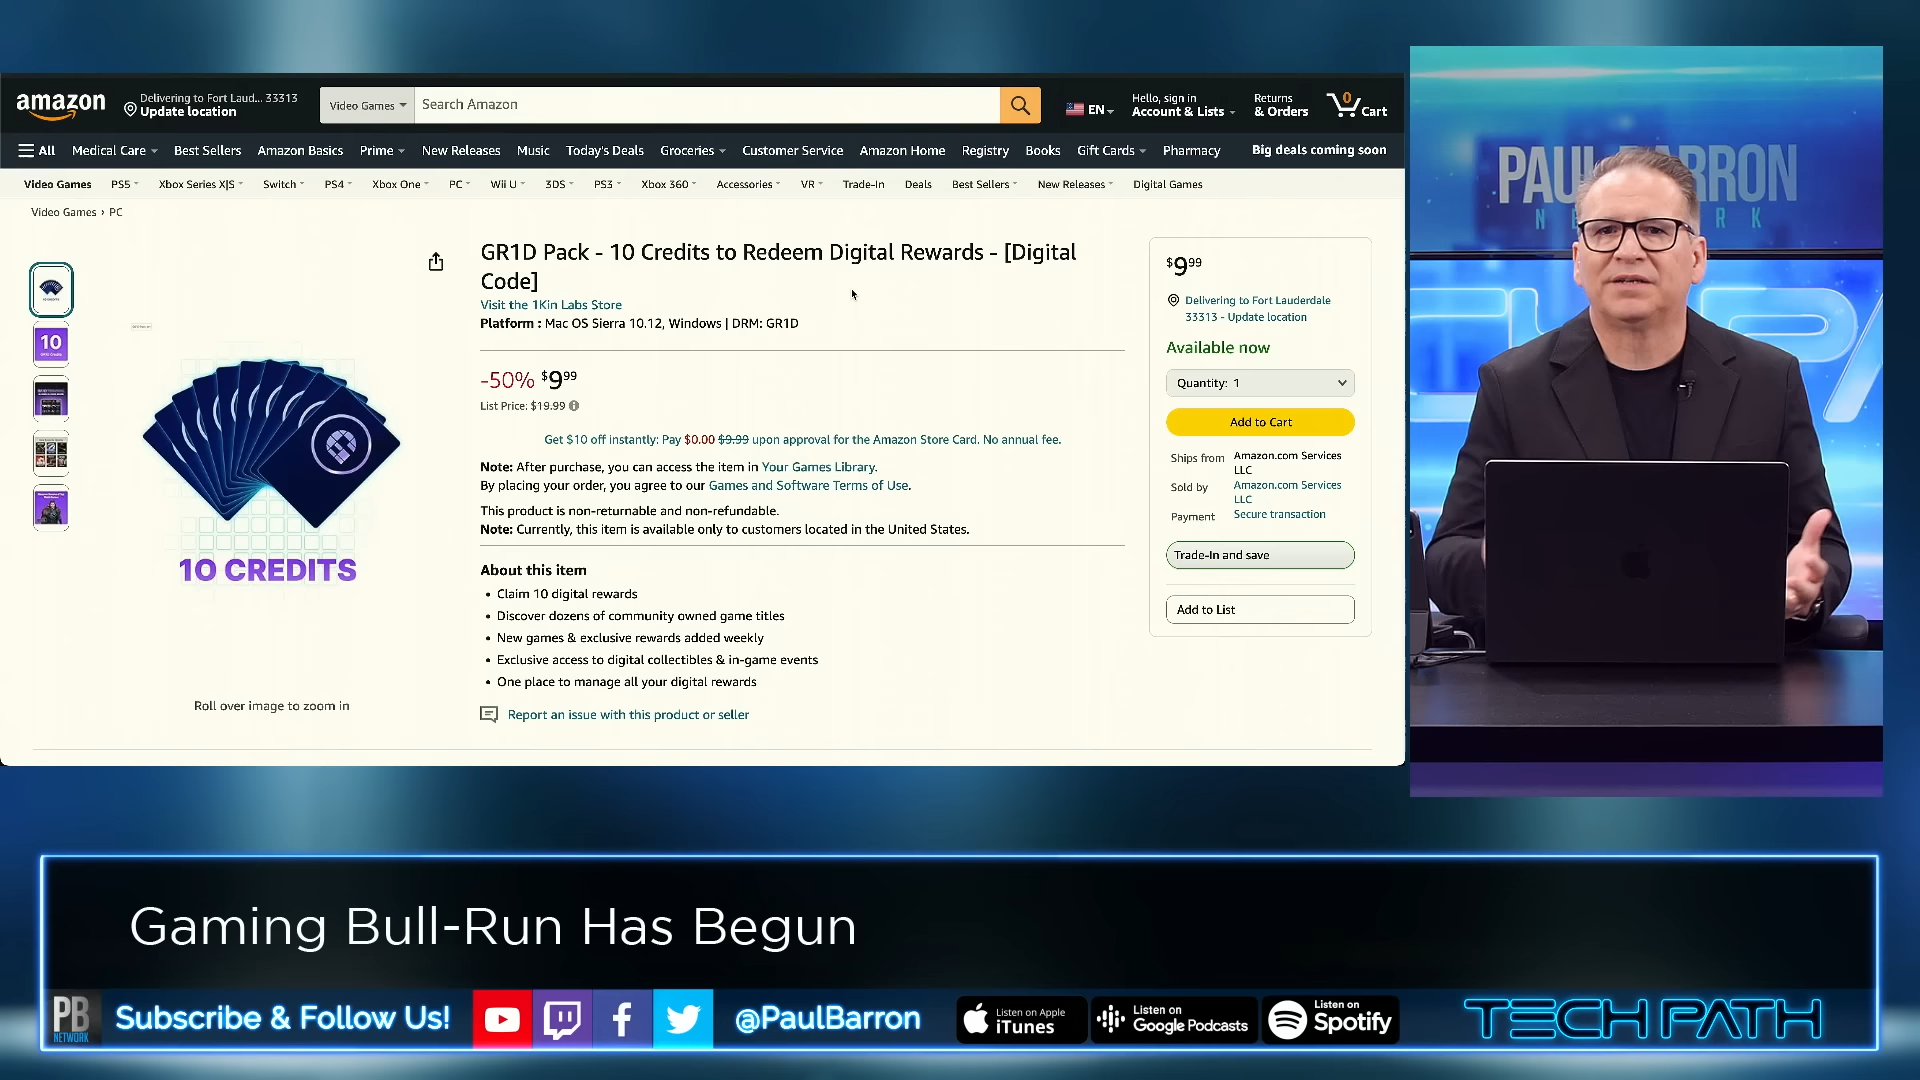 amazon
Delivering to Fort Laud... 33313
Update location
Video Games
Search Amazon
EN
Hello, sign in
Account & Lists
Returns
& Orders
0
Cart
All
Medical Care
Best Sellers
Amazon Basics
Prime
New Releases
Music
Today's Deals
Groceries
Customer Service
Amazon Home
Registry
Books
Gift Cards
Pharmacy
Big deals coming soon
Video Games
PS5
Xbox Series X|S
Switch
PS4
Xbox One
PC
Wii U
3DS
PS3
Xbox 360
Accessories
VR
Trade-In
Deals
Best Sellers
New Releases
Digital Games
Video Games › PC
10
10 CREDITS
Roll over image to zoom in
GR1D Pack - 10 Credits to Redeem Digital Rewards - [Digital
Code]
Visit the 1Kin Labs Store
Platform : Mac OS Sierra 10.12, Windows | DRM: GR1D
-50% $9.99
List Price: $19.99
Get $10 off instantly: Pay $0.00 $9.99 upon approval for the Amazon Store Card. No annual fee.
Note: After purchase, you can access the item in Your Games Library.
By placing your order, you agree to our Games and Software Terms of Use.
This product is non-returnable and non-refundable.
Note: Currently, this item is available only to customers located in the United States.
About this item
• Claim 10 digital rewards
• Discover dozens of community owned game titles
• New games & exclusive rewards added weekly
• Exclusive access to digital collectibles & in-game events
• One place to manage all your digital rewards
Report an issue with this product or seller
$9.99
Delivering to Fort Lauderdale
33313 - Update location
Available now
Quantity: 1
Add to Cart
Ships from Amazon.com Services
LLC
Sold by Amazon.com Services
LLC
Payment Secure transaction
Trade-In and save
Add to List
Gaming Bull-Run Has Begun
PB
NETWORK
Subscribe & Follow Us!
@PaulBarron
Listen on Apple
iTunes
Listen on
Google Podcasts
Listen on
Spotify
TECH PATH